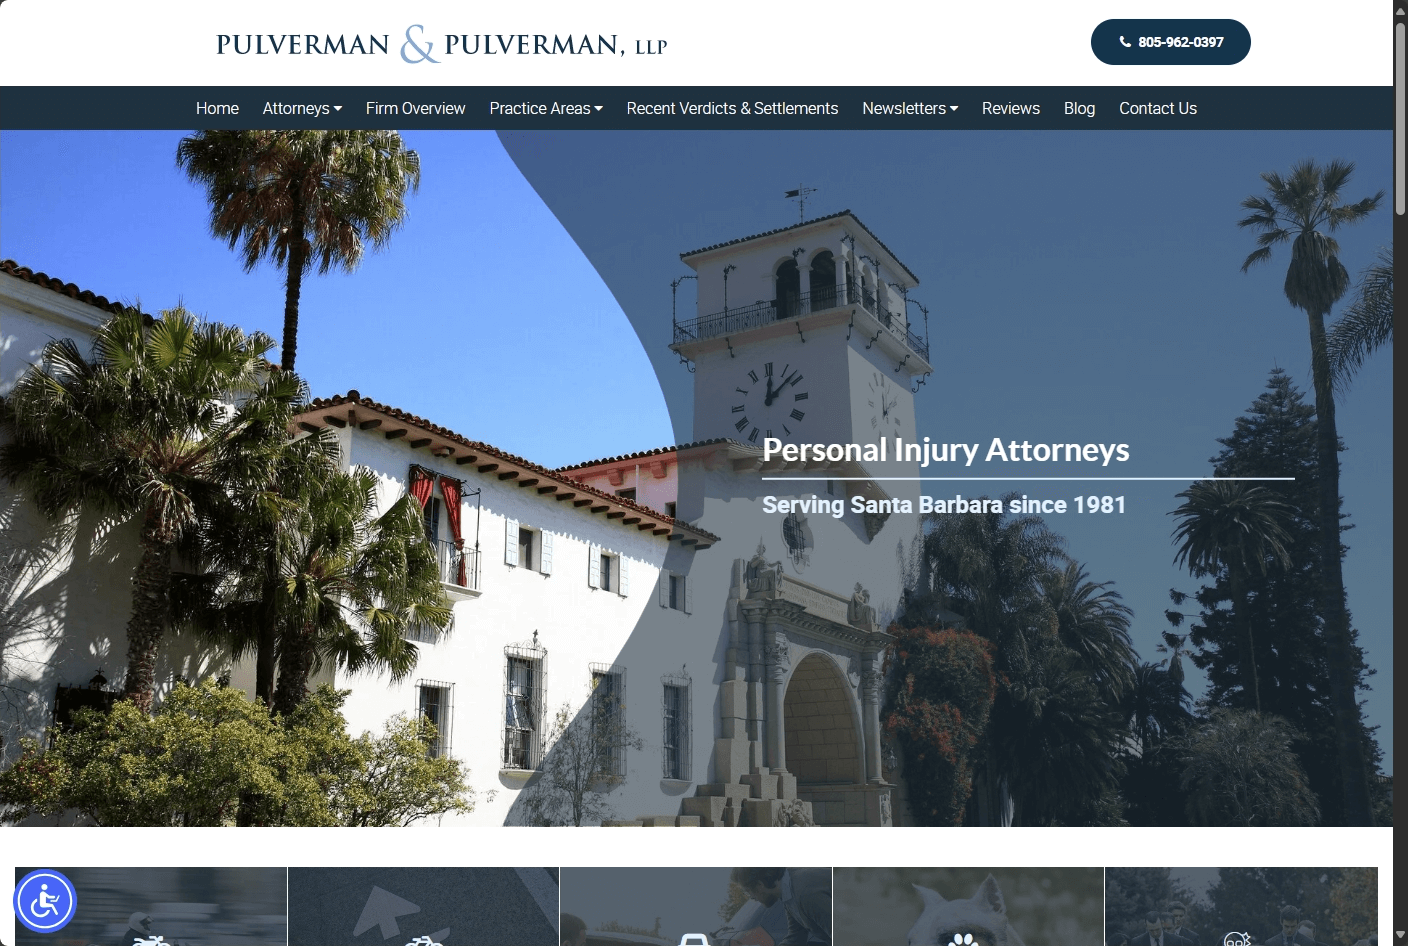 PULVERMAN & PULVERMAN, LLP
805-962-0397
Home
Attorneys
Firm Overview
Practice Areas
Recent Verdicts & Settlements
Newsletters
Reviews
Blog
Contact Us
Personal Injury Attorneys
Serving Santa Barbara since 1981